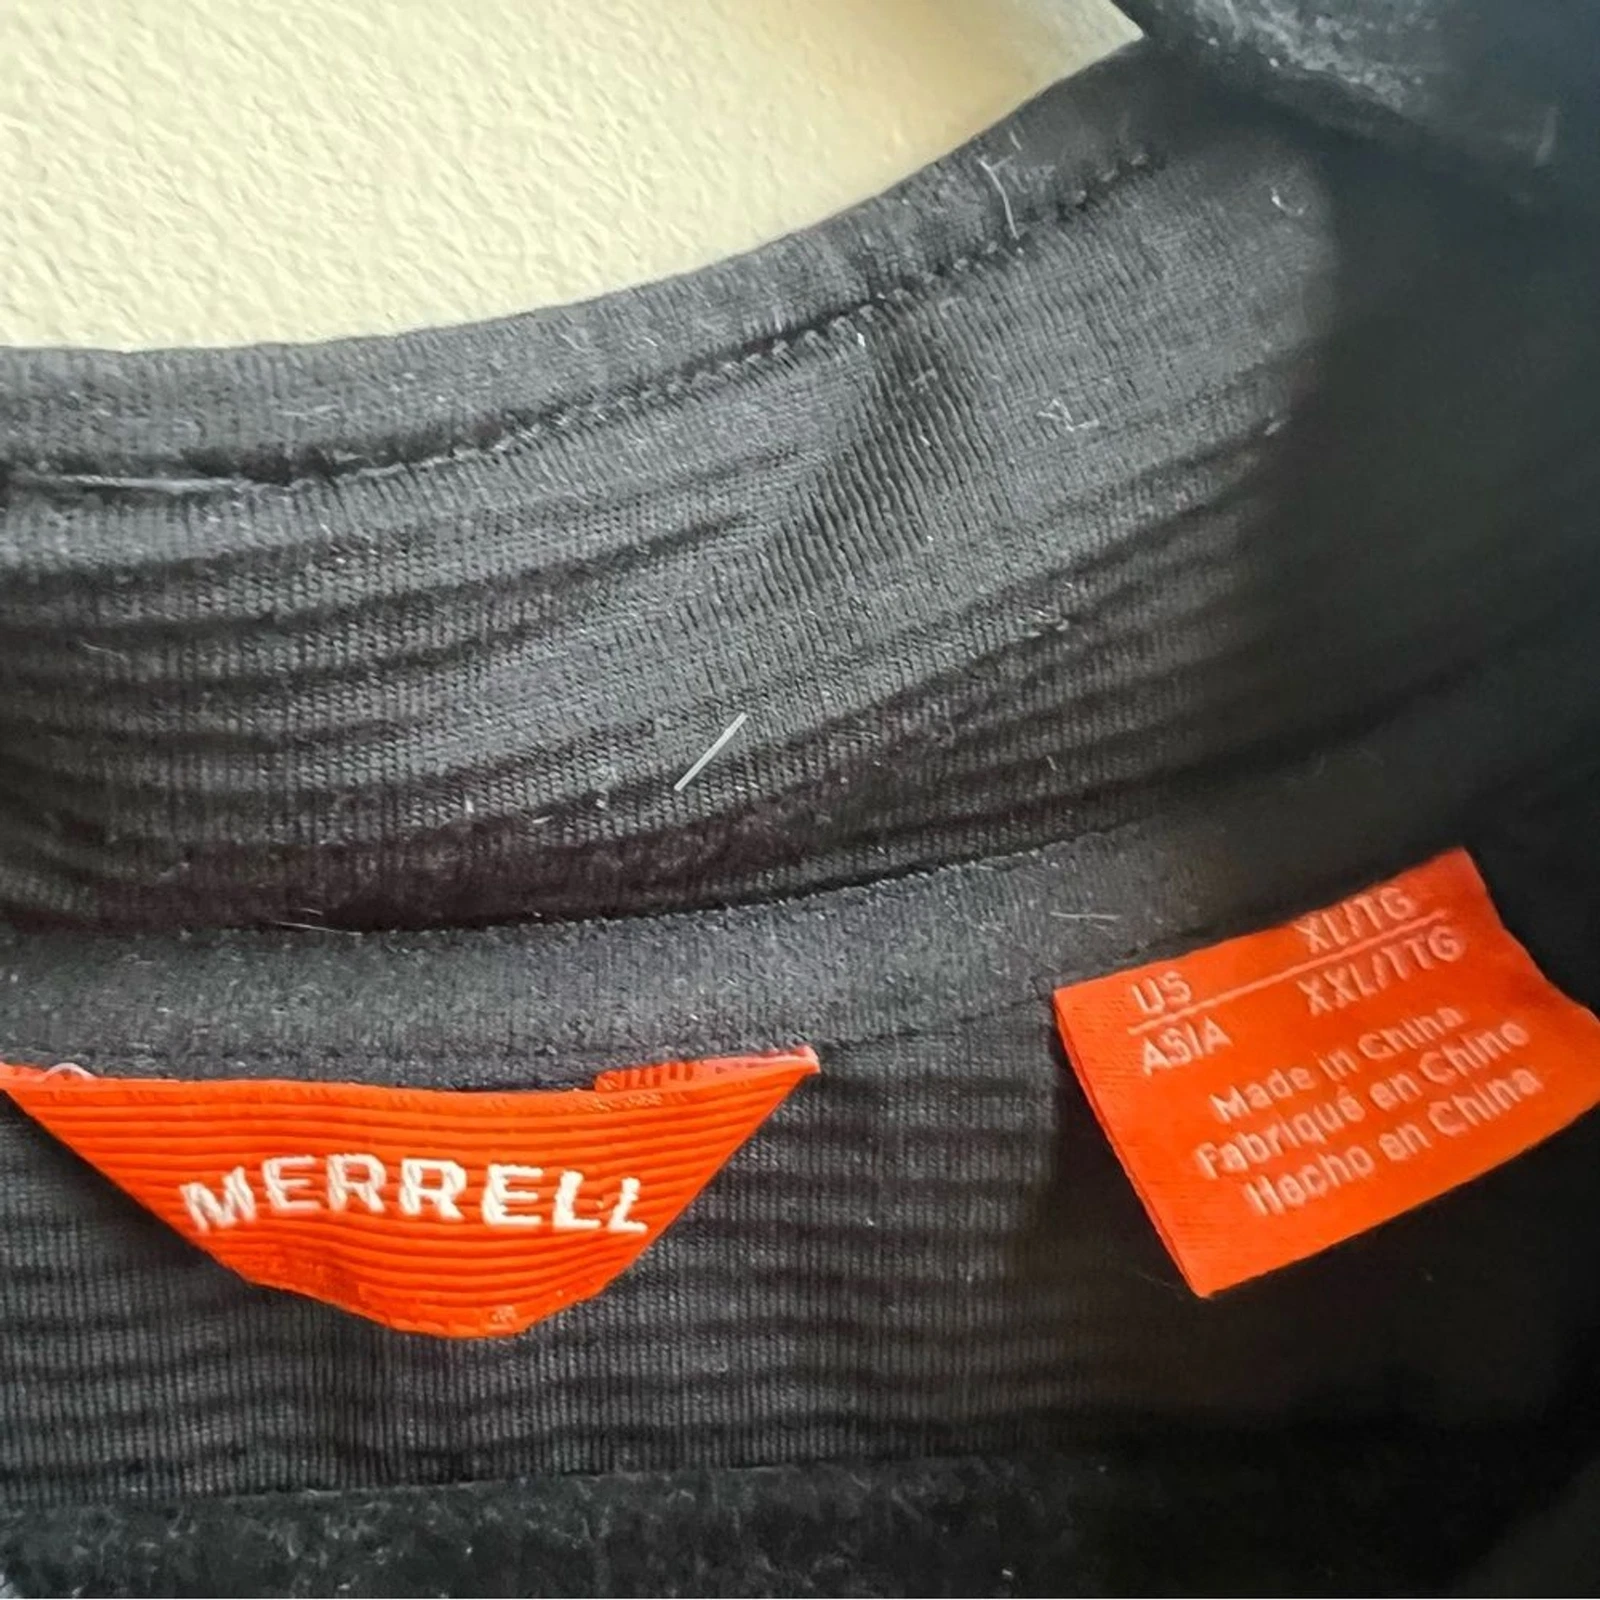 MERRELL
US XL/TG
ASIA XXL/TTG
Made in China
Fabriqué en Chine
Hecho en China